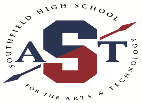 SOUTHFIELD HIGH SCHOOL
A S T
FOR THE ARTS & TECHNOLOGY